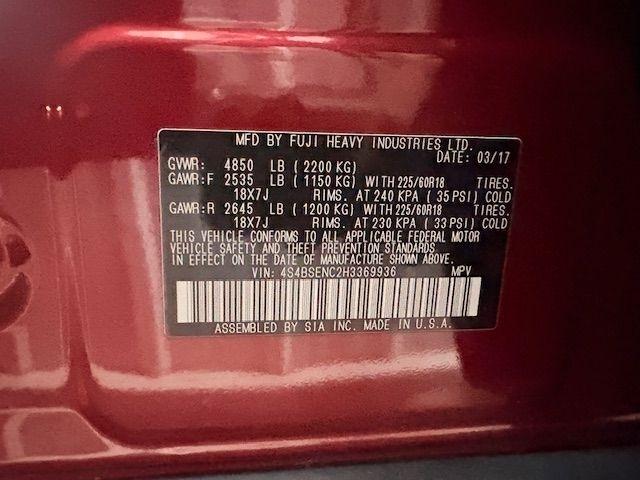 MFD BY FUJI HEAVY INDUSTRIES LTD.
DATE: 03/17
GVWR: 4850 LB (2200 KG)
GAWR:F 2535 LB (1150 KG) WITH 225/60R18 TIRES.
18X7J RIMS. AT 240 KPA (35 PSI) COLD
GAWR:R 2645 LB (1200 KG) WITH 225/60R18 TIRES.
18X7J RIMS. AT 230 KPA (33 PSI) COLD
THIS VEHICLE CONFORMS TO ALL APPLICABLE FEDERAL MOTOR
VEHICLE SAFETY AND THEFT PREVENTION STANDARDS
IN EFFECT ON THE DATE OF MANUFACTURE SHOWN ABOVE.
VIN: 4S4BSENC2H3369936 MPV
ASSEMBLED BY SIA INC. MADE IN U.S.A.